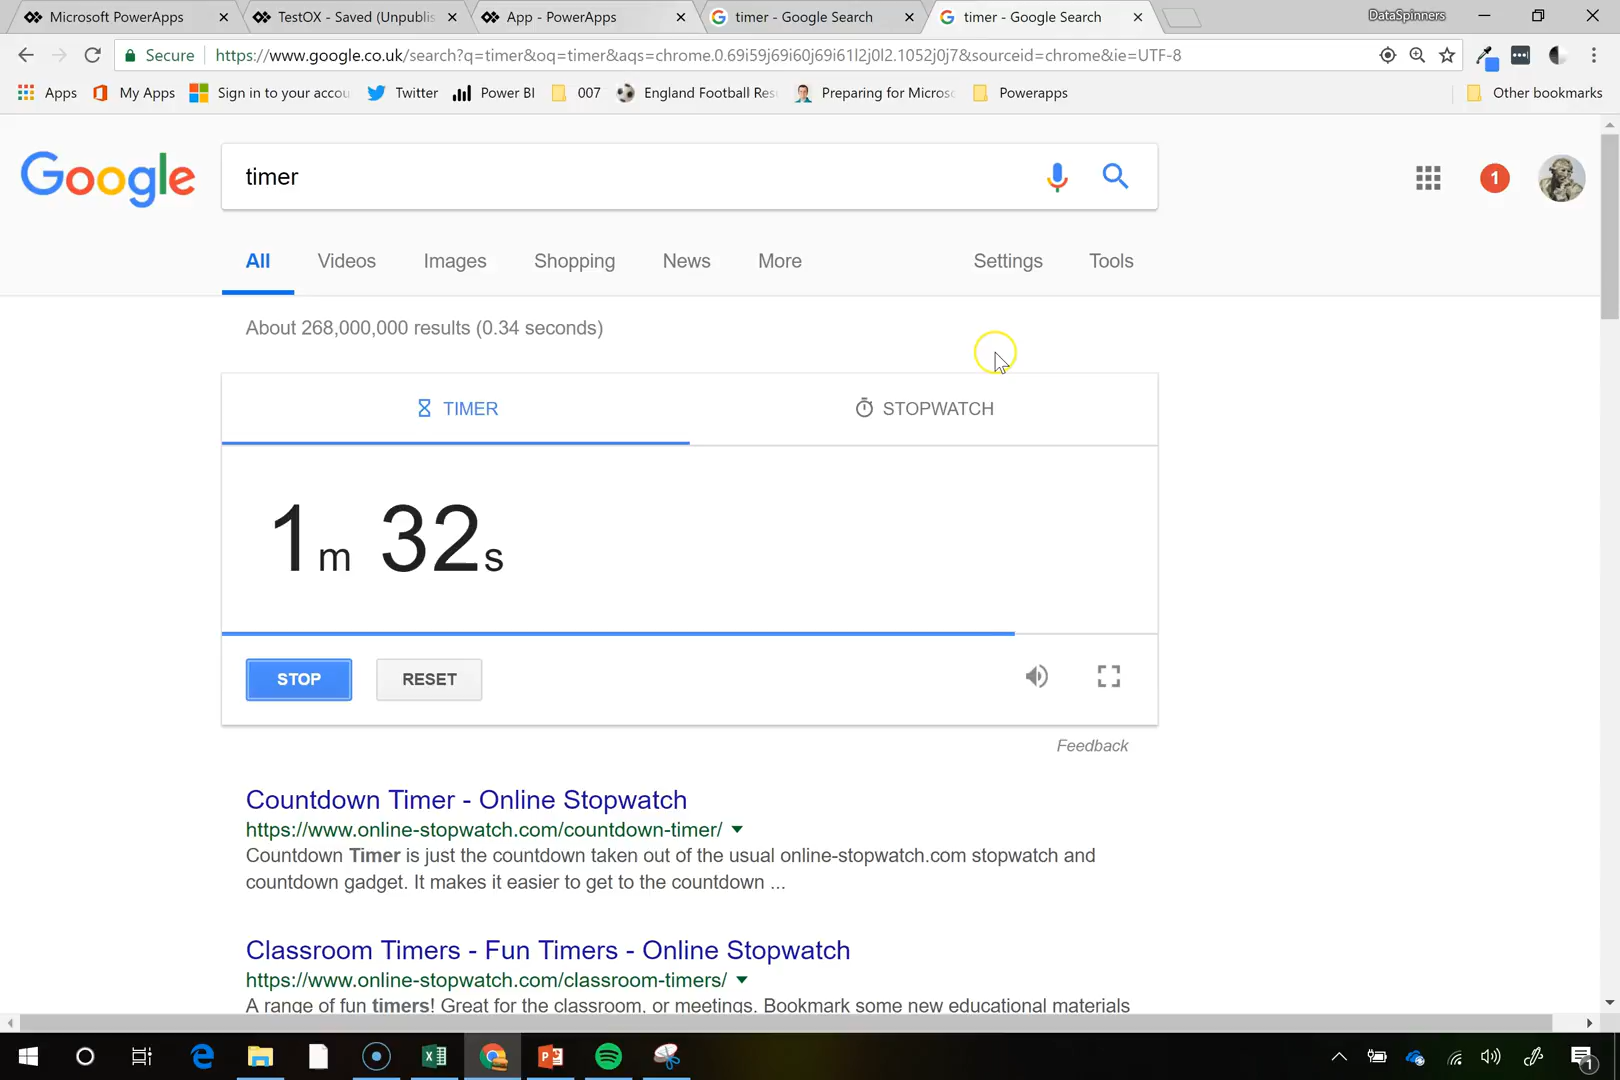 Microsoft PowerApps
TestOX - Saved (Unpublis
App - PowerApps
timer - Google Search
timer - Google Search
DataSpinners
Secure
https://www.google.co.uk/search?q=timer&oq=timer&aqs=chrome.0.69i59j69i60j69i61l2j0l2.1052j0j7&sourceid=chrome&ie=UTF-8
Apps
My Apps
Sign in to your accou
Twitter
Power BI
007
England Football Res
Preparing for Microso
Powerapps
Other bookmarks
Google
timer
1
All
Videos
Images
Shopping
News
More
Settings
Tools
About 268,000,000 results (0.34 seconds)
TIMER
STOPWATCH
1m 32s
STOP
RESET
Feedback
Countdown Timer - Online Stopwatch
https://www.online-stopwatch.com/countdown-timer/
Countdown Timer is just the countdown taken out of the usual online-stopwatch.com stopwatch and
countdown gadget. It makes it easier to get to the countdown ...
Classroom Timers - Fun Timers - Online Stopwatch
https://www.online-stopwatch.com/classroom-timers/
A range of fun timers! Great for the classroom, or meetings. Bookmark some new educational materials
1